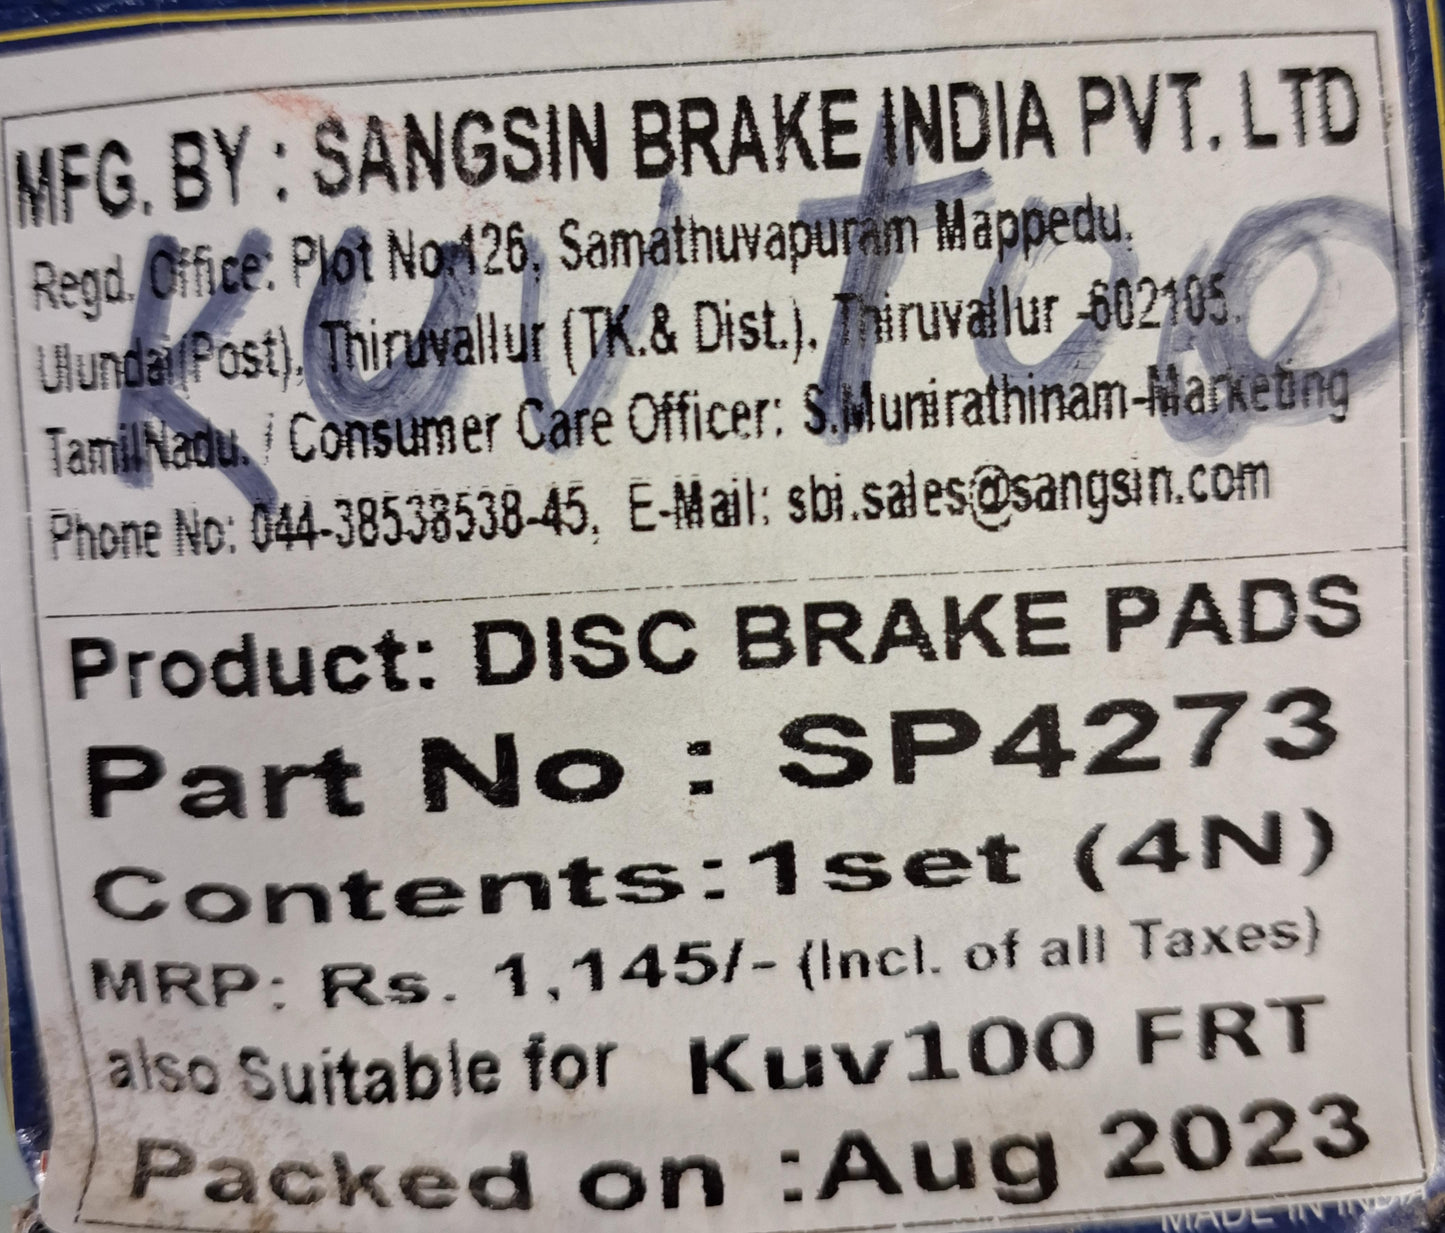 MFG. BY : SANGSIN BRAKE INDIA PVT. LTD
Regd. Office: Plot No.126, Samathuvapuram Mappedu,
Ulundai(Post), Thiruvallur (TK.& Dist.), Thiruvallur -602105.
TamilNadu. / Consumer Care Officer: S.Munirathinam-Marketing
Phone No: 044-38538538-45, E-Mail: sbi.sales@sangsin.com
KUV 100
Product: DISC BRAKE PADS
Part No : SP4273
Contents:1set (4N)
MRP: Rs. 1,145/- (Incl. of all Taxes)
also Suitable for Kuv100 FRT
Packed on :Aug 2023
MADE IN INDIA